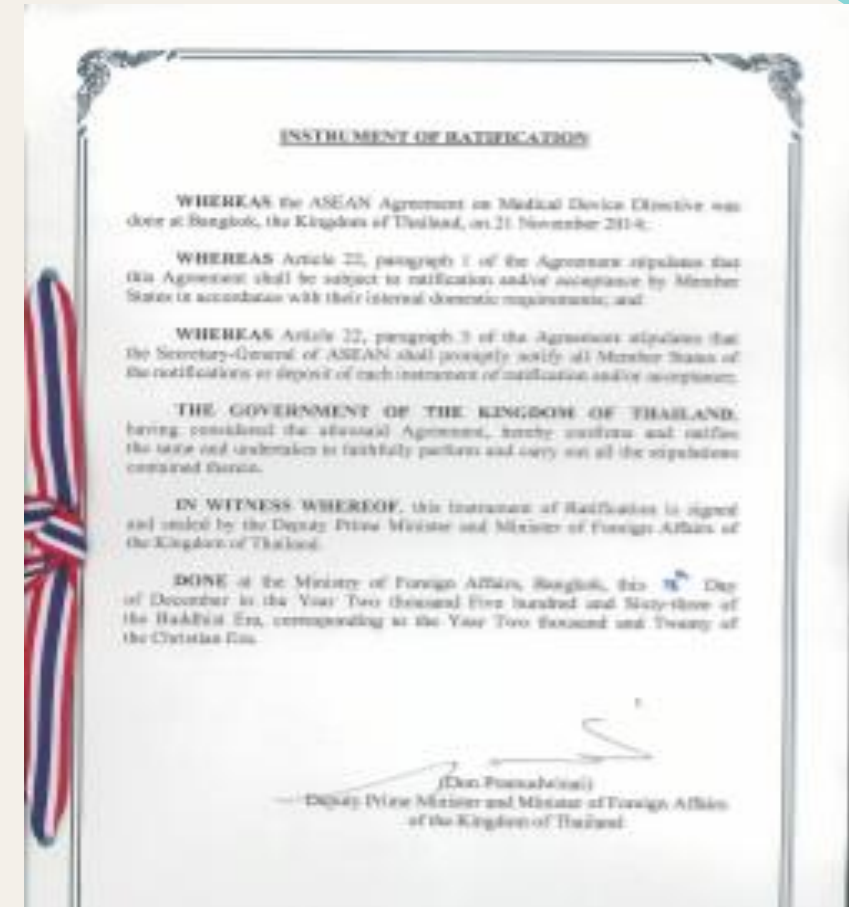 INSTRUMENT OF RATIFICATION
WHEREAS the ASEAN Agreement on Medical Device Directive was
done at Bangkok, the Kingdom of Thailand, on 21 November 2014;
WHEREAS Article 22, paragraph 1 of the Agreement stipulates that
this Agreement shall be subject to ratification and/or acceptance by Member
States in accordance with their internal domestic requirements; and
WHEREAS Article 22, paragraph 3 of the Agreement stipulates that
the Secretary-General of ASEAN shall promptly notify all Member States of
the notifications or deposit of each instrument of ratification and/or acceptance;
THE GOVERNMENT OF THE KINGDOM OF THAILAND,
having considered the aforesaid Agreement, hereby confirms and ratifies
the same and undertakes to faithfully perform and carry out all the stipulations
contained therein.
IN WITNESS WHEREOF, this Instrument of Ratification is signed
and sealed by the Deputy Prime Minister and Minister of Foreign Affairs of
the Kingdom of Thailand.
DONE at the Ministry of Foreign Affairs, Bangkok, this Day
of December in the Year Two thousand Five hundred and Sixty-three of
the Buddhist Era, corresponding to the Year Two thousand and Twenty of
the Christian Era.
(Don Pramudwinai)
Deputy Prime Minister and Minister of Foreign Affairs
of the Kingdom of Thailand